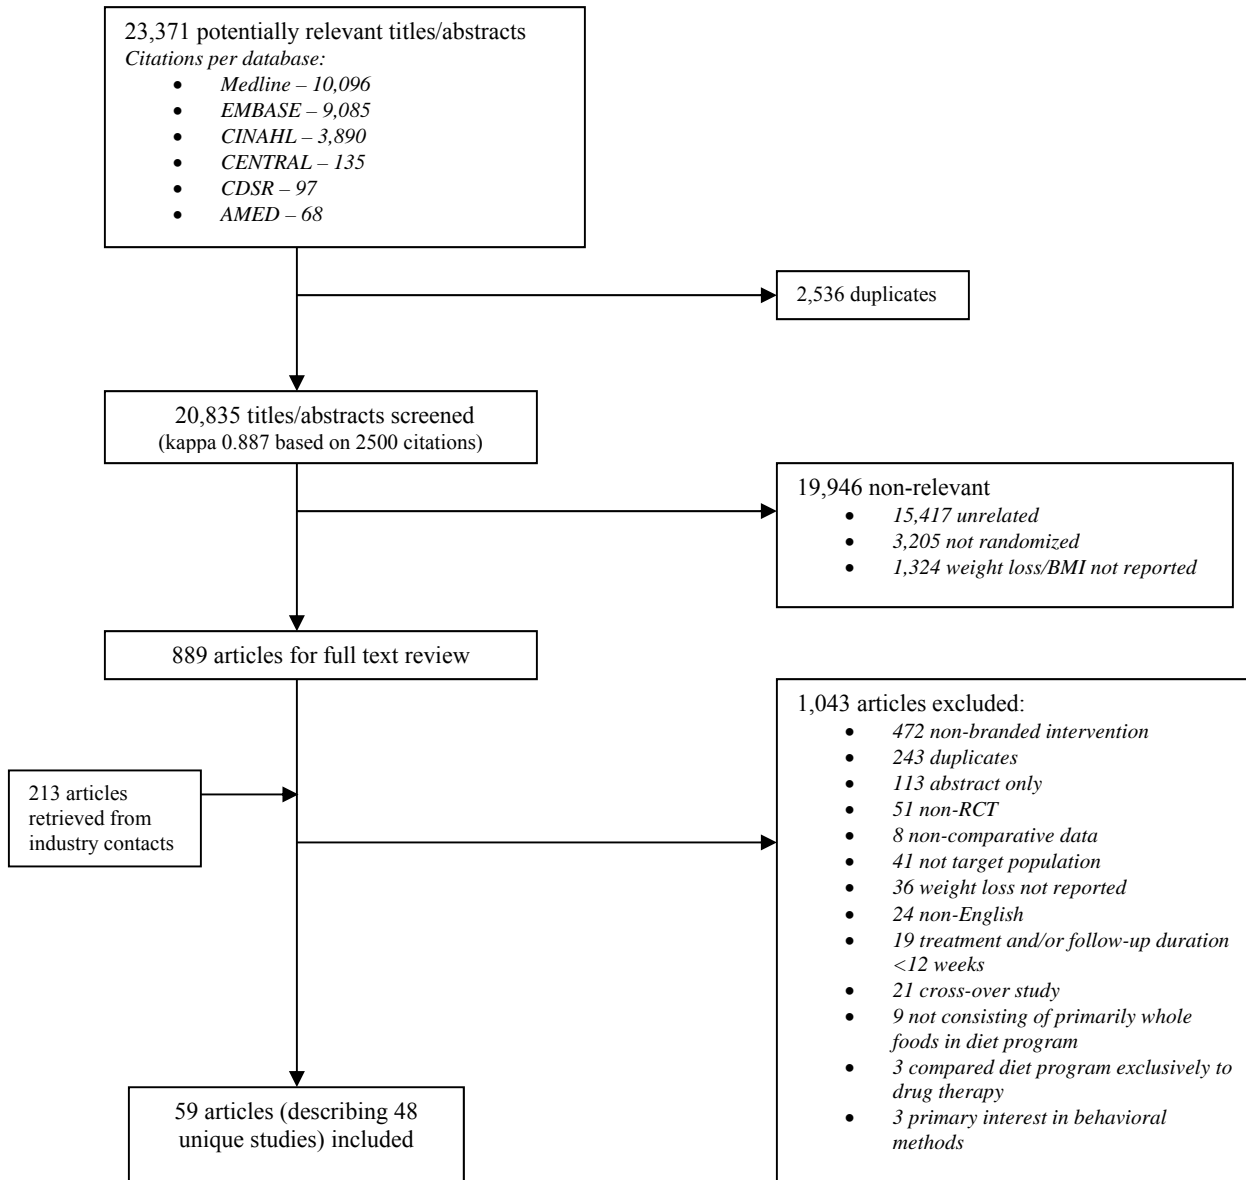 23,371 potentially relevant titles/abstracts
Citations per database:
• Medline – 10,096
• EMBASE – 9,085
• CINAHL – 3,890
• CENTRAL – 135
• CDSR – 97
• AMED – 68
2,536 duplicates
20,835 titles/abstracts screened
(kappa 0.887 based on 2500 citations)
19,946 non-relevant
• 15,417 unrelated
• 3,205 not randomized
• 1,324 weight loss/BMI not reported
889 articles for full text review
213 articles
retrieved from
industry contacts
1,043 articles excluded:
• 472 non-branded intervention
• 243 duplicates
• 113 abstract only
• 51 non-RCT
• 8 non-comparative data
• 41 not target population
• 36 weight loss not reported
• 24 non-English
• 19 treatment and/or follow-up duration
<12 weeks
• 21 cross-over study
• 9 not consisting of primarily whole
foods in diet program
• 3 compared diet program exclusively to
drug therapy
• 3 primary interest in behavioral
methods
59 articles (describing 48
unique studies) included